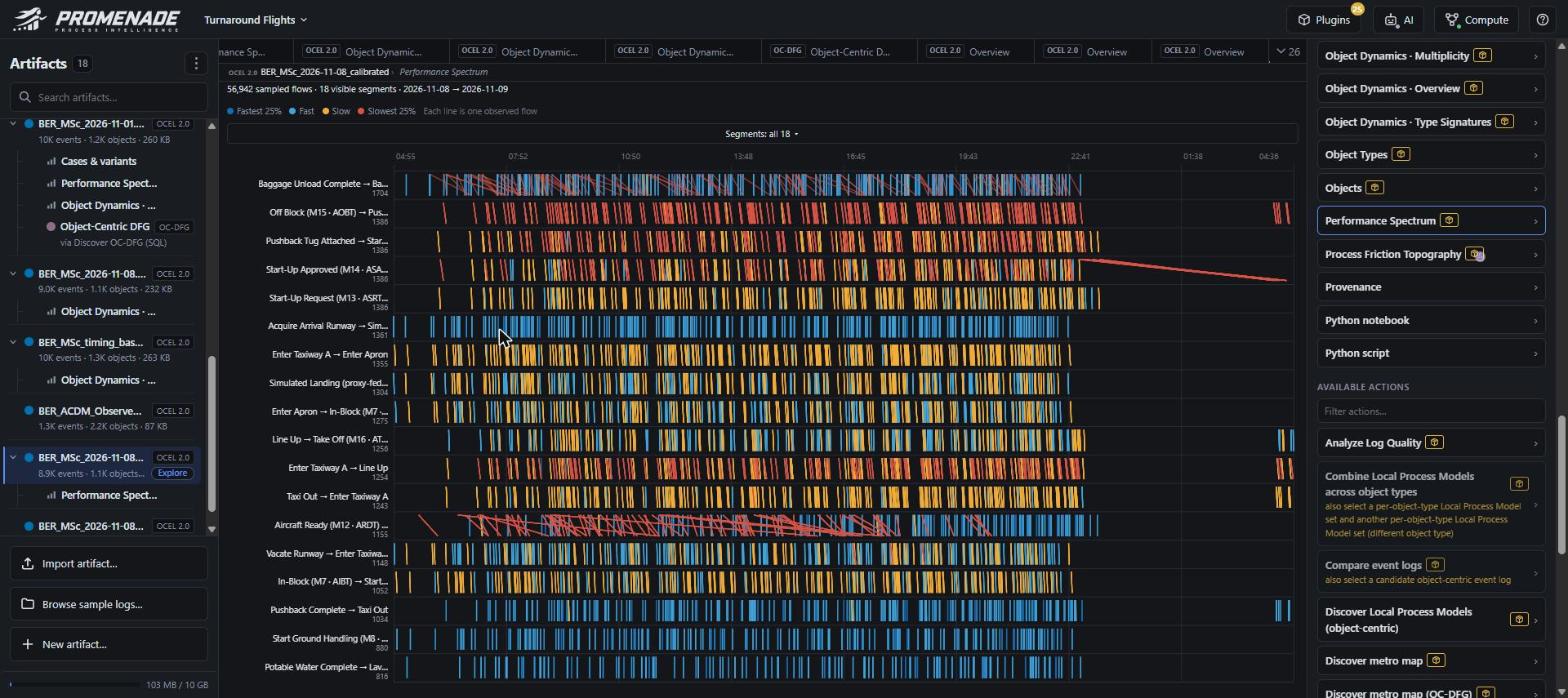 PROMENADE
PROCESS INTELLIGENCE
Turnaround Flights
Plugins
25
AI
Compute
Artifacts 18
Search artifacts...
BER_MSc_2026-11-01.... OCEL 2.0
10K events · 1.2K objects · 260 KB
Cases & variants
Performance Spect...
Object Dynamics · ...
Object-Centric DFG OC-DFG
via Discover OC-DFG (SQL)
BER_MSc_2026-11-08.... OCEL 2.0
9.0K events · 1.1K objects · 232 KB
Object Dynamics · ...
BER_MSc_timing_bas... OCEL 2.0
10K events · 1.3K objects · 263 KB
Object Dynamics · ...
BER_ACDM_Observe... OCEL 2.0
1.3K events · 2.2K objects · 87 KB
BER_MSc_2026-11-08... OCEL 2.0
8.9K events · 1.1K objects... Explore
Performance Spect...
BER_MSc_2026-11-08... OCEL 2.0
Import artifact...
Browse sample logs...
New artifact...
103 MB / 10 GB
nance Sp...
OCEL 2.0 Object Dynamic...
OCEL 2.0 Object Dynamic...
OCEL 2.0 Object Dynamic...
OC-DFG Object-Centric D...
OCEL 2.0 Overview
OCEL 2.0 Overview
OCEL 2.0 Overview
26
OCEL 2.0 BER_MSc_2026-11-08_calibrated › Performance Spectrum
56,942 sampled flows · 18 visible segments · 2026-11-08 → 2026-11-09
Fastest 25% Fast Slow Slowest 25% Each line is one observed flow
Segments: all 18
04:55 07:52 10:50 13:48 16:45 19:43 22:41 01:38 04:36
Baggage Unload Complete → Ba...
1704
Off Block (M15 · AOBT) → Pus...
1386
Pushback Tug Attached → Star...
1386
Start-Up Approved (M14 · ASA...
1386
Start-Up Request (M13 · ASRT...
1386
Acquire Arrival Runway → Sim...
1361
Enter Taxiway A → Enter Apron
1355
Simulated Landing (proxy-fed...
1304
Enter Apron → In-Block (M7 ·...
1275
Line Up → Take Off (M16 · AT...
1256
Enter Taxiway A → Line Up
1254
Taxi Out → Enter Taxiway A
1243
Aircraft Ready (M12 · ARDT) ...
1155
Vacate Runway → Enter Taxiwa...
1148
In-Block (M7 · AIBT) → Start...
1052
Pushback Complete → Taxi Out
1034
Start Ground Handling (M8 · ...
880
Potable Water Complete → Lav...
816
Object Dynamics · Multiplicity
Object Dynamics · Overview
Object Dynamics · Type Signatures
Object Types
Objects
Performance Spectrum
Process Friction Topography
Provenance
Python notebook
Python script
AVAILABLE ACTIONS
Filter actions...
Analyze Log Quality
Combine Local Process Models
across object types
also select a per-object-type Local Process
Model set and another per-object-type Local Process
Model set (different object type)
Compare event logs
also select a candidate object-centric event log
Discover Local Process Models
(object-centric)
Discover metro map
Discover metro map (OC-DFG)